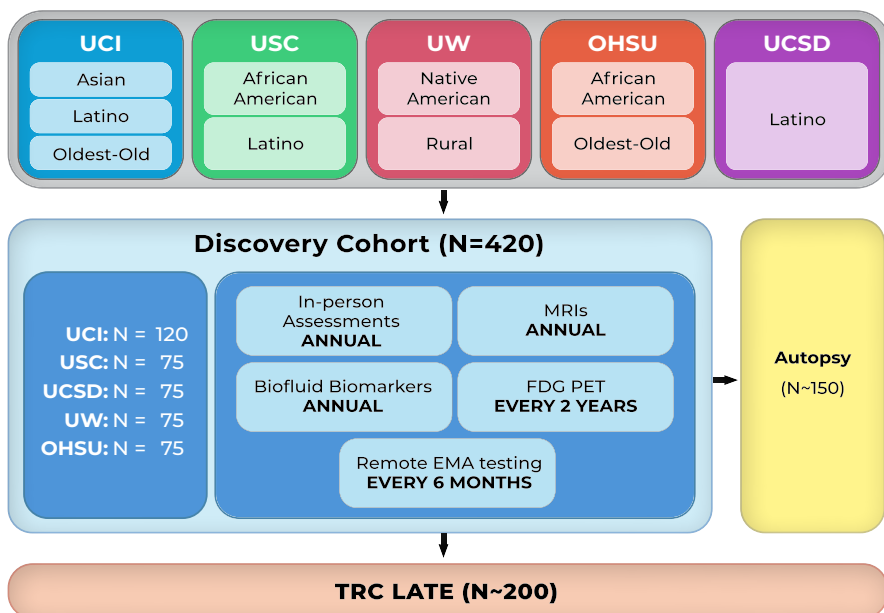 UCI
Asian
Latino
Oldest-Old
USC
African
American
Latino
UW
Native
American
Rural
OHSU
African
American
Oldest-Old
UCSD
Latino
Discovery Cohort (N=420)
UCI: N = 120
USC: N = 75
UCSD: N = 75
UW: N = 75
OHSU: N = 75
In-person
Assessments
ANNUAL
MRIs
ANNUAL
Biofluid Biomarkers
ANNUAL
FDG PET
EVERY 2 YEARS
Remote EMA testing
EVERY 6 MONTHS
Autopsy
(N~150)
TRC LATE (N~200)